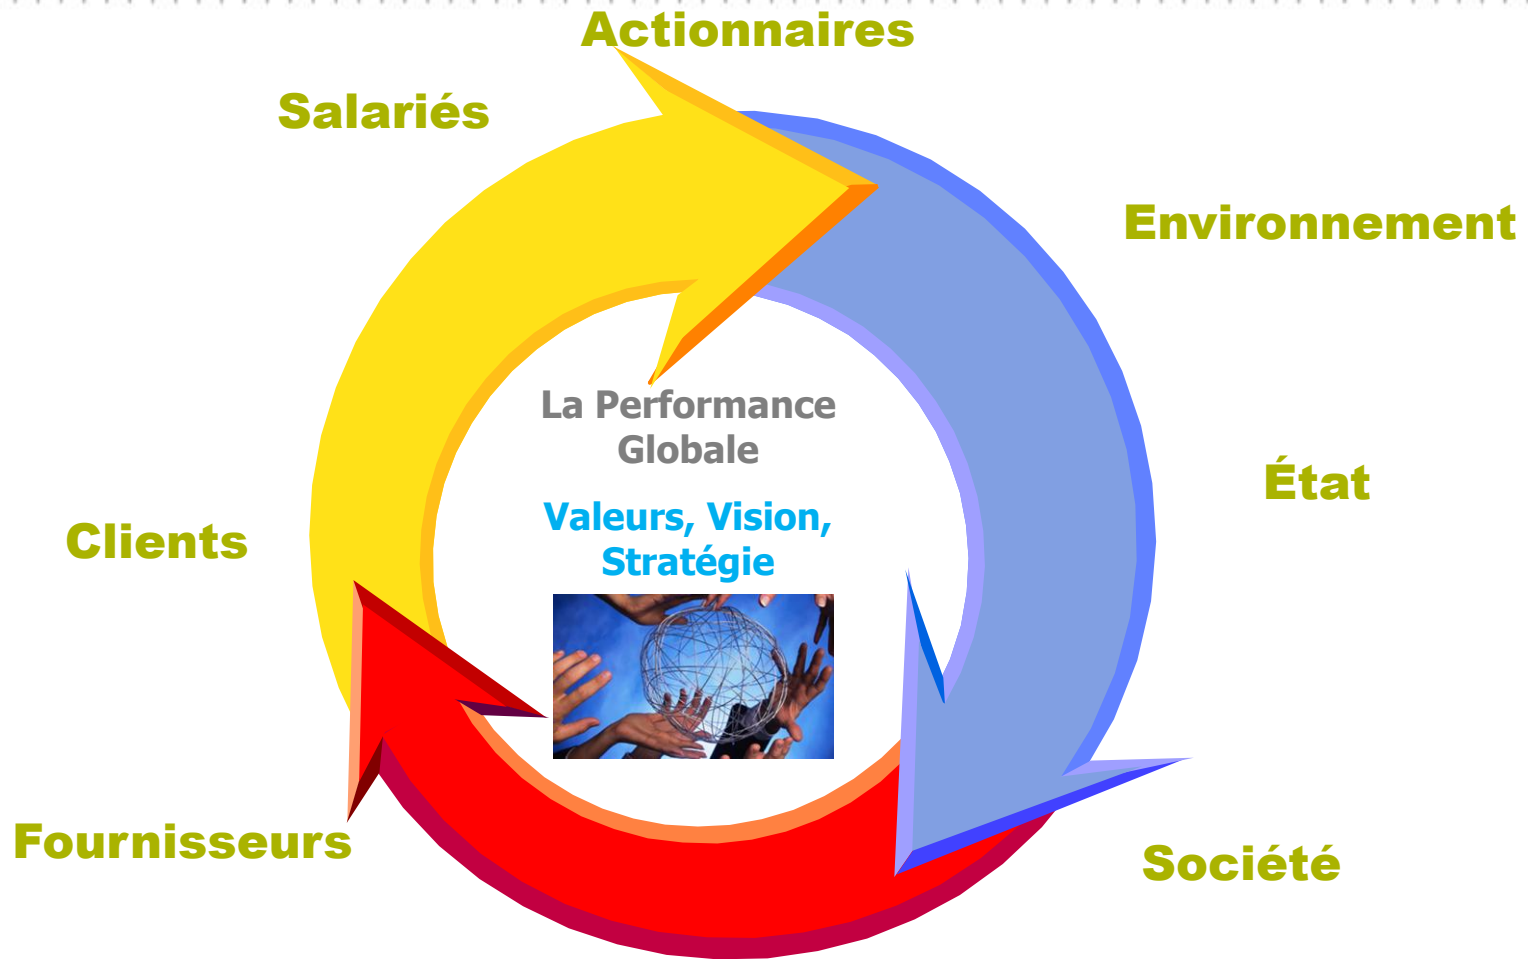 Actionnaires
Salariés
Environnement
La Performance
Globale
État
Valeurs, Vision,
Stratégie
Clients
Fournisseurs
Société